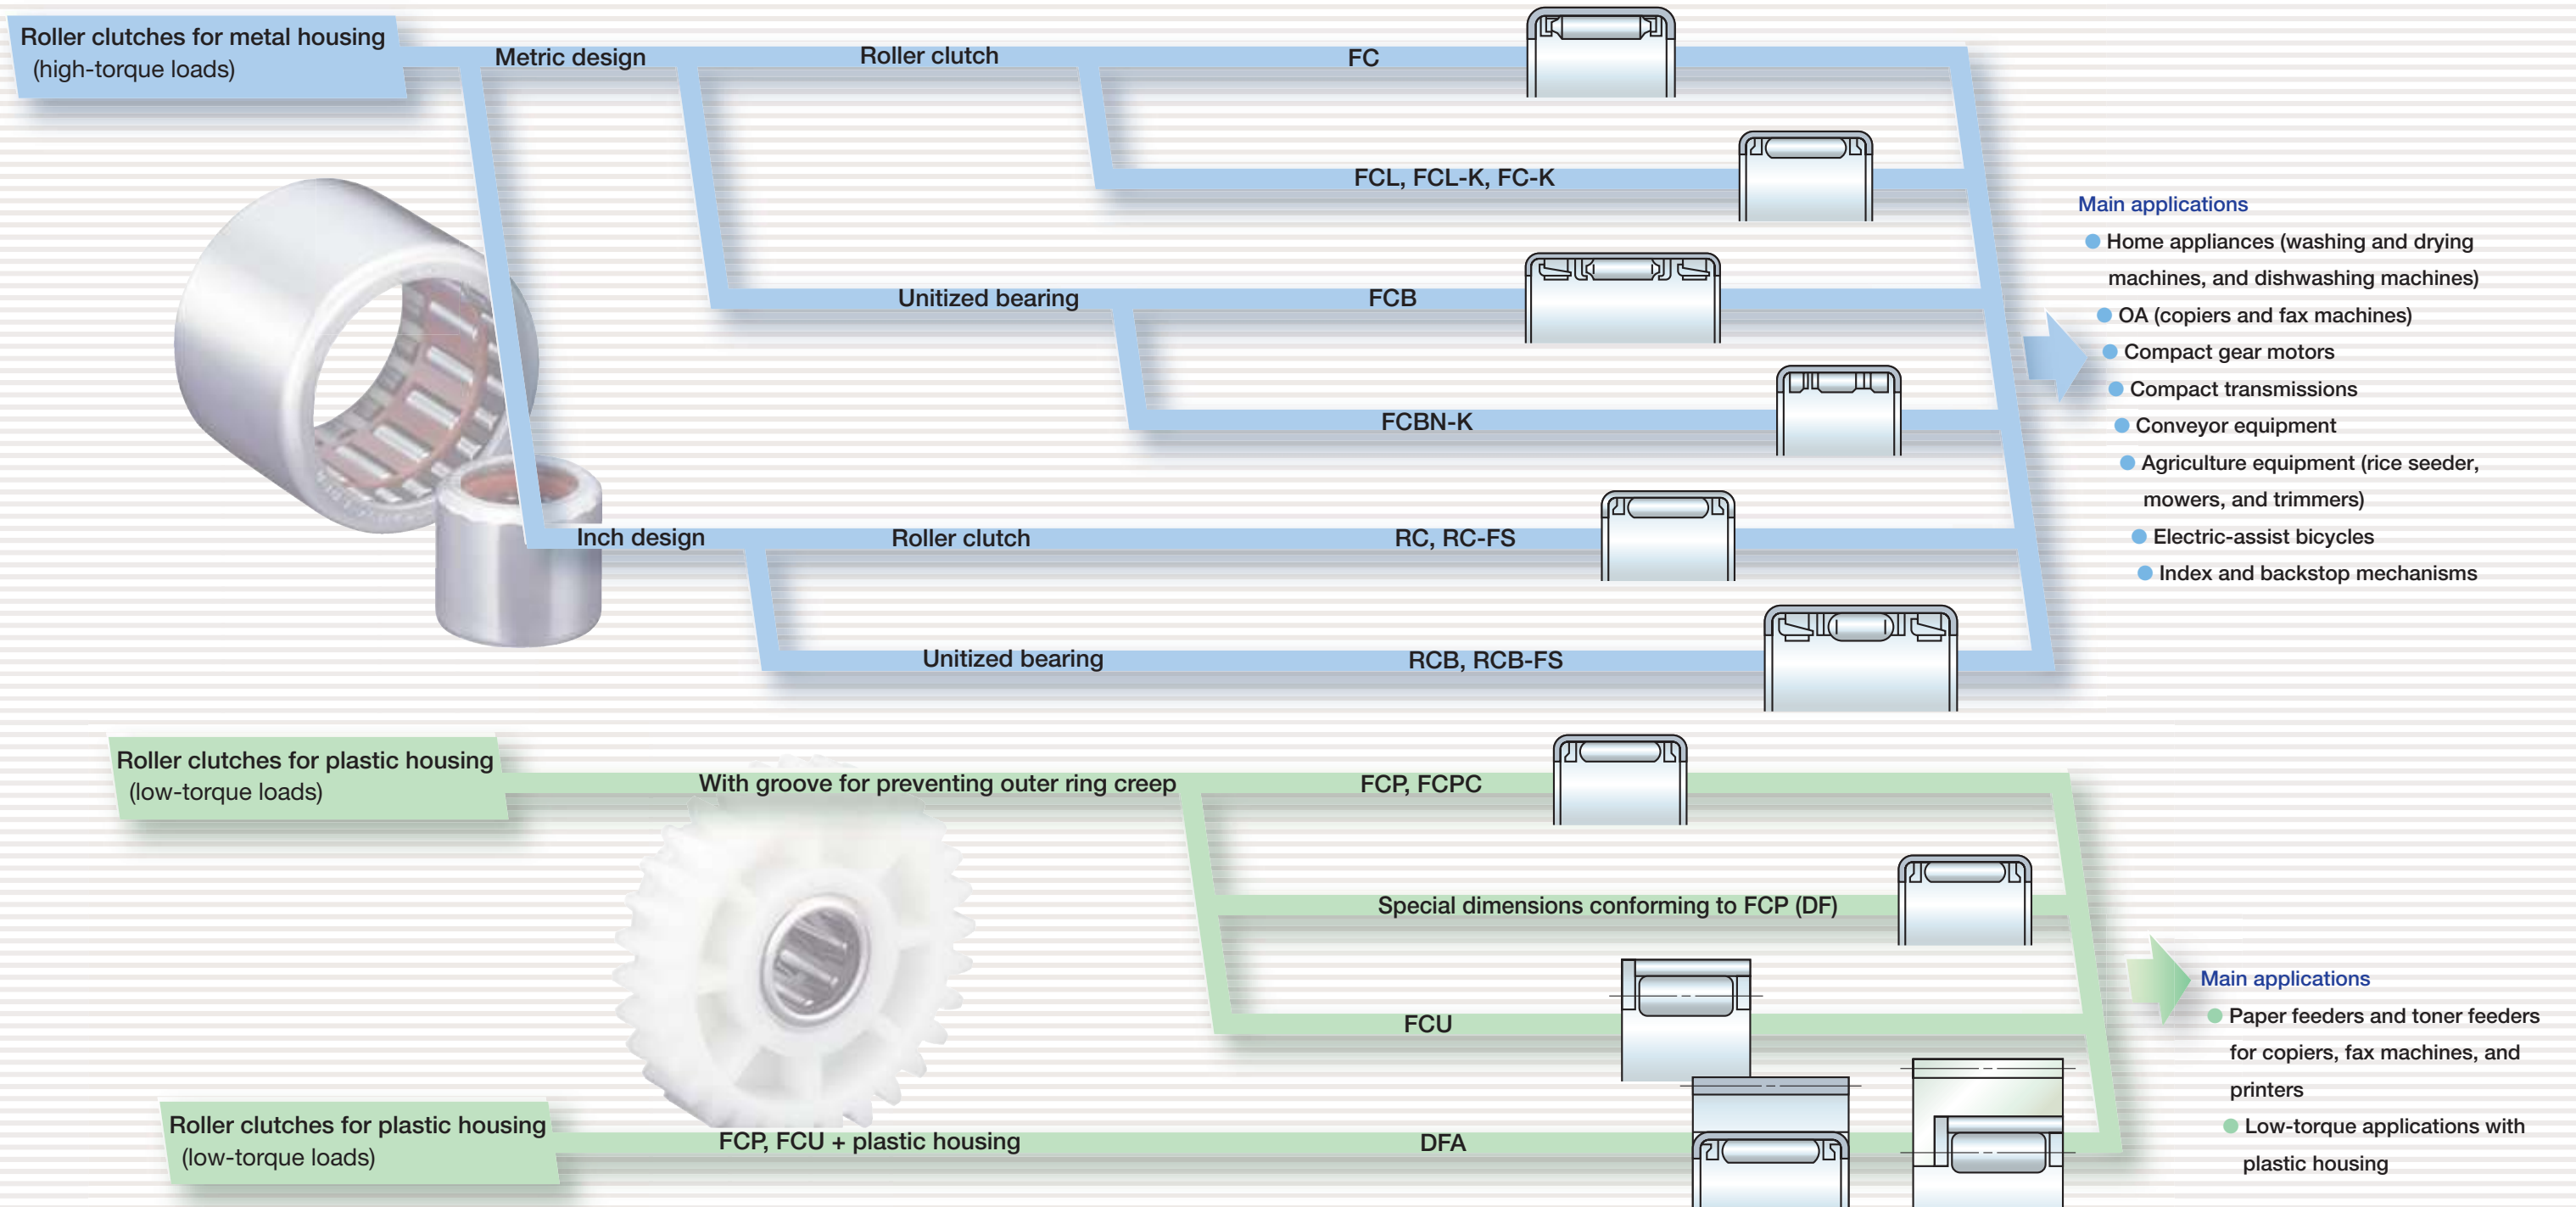 Roller clutches for metal housing
(high-torque loads)
Metric design
Roller clutch
FC
FCL, FCL-K, FC-K
Unitized bearing
FCB
FCBN-K
Inch design
Roller clutch
RC, RC-FS
Unitized bearing
RCB, RCB-FS
Main applications
Home appliances (washing and drying
machines, and dishwashing machines)
OA (copiers and fax machines)
Compact gear motors
Compact transmissions
Conveyor equipment
Agriculture equipment (rice seeder,
mowers, and trimmers)
Electric-assist bicycles
Index and backstop mechanisms
Roller clutches for plastic housing
(low-torque loads)
With groove for preventing outer ring creep
FCP, FCPC
Special dimensions conforming to FCP (DF)
FCU
Roller clutches for plastic housing
(low-torque loads)
FCP, FCU + plastic housing
DFA
Main applications
Paper feeders and toner feeders
for copiers, fax machines, and
printers
Low-torque applications with
plastic housing